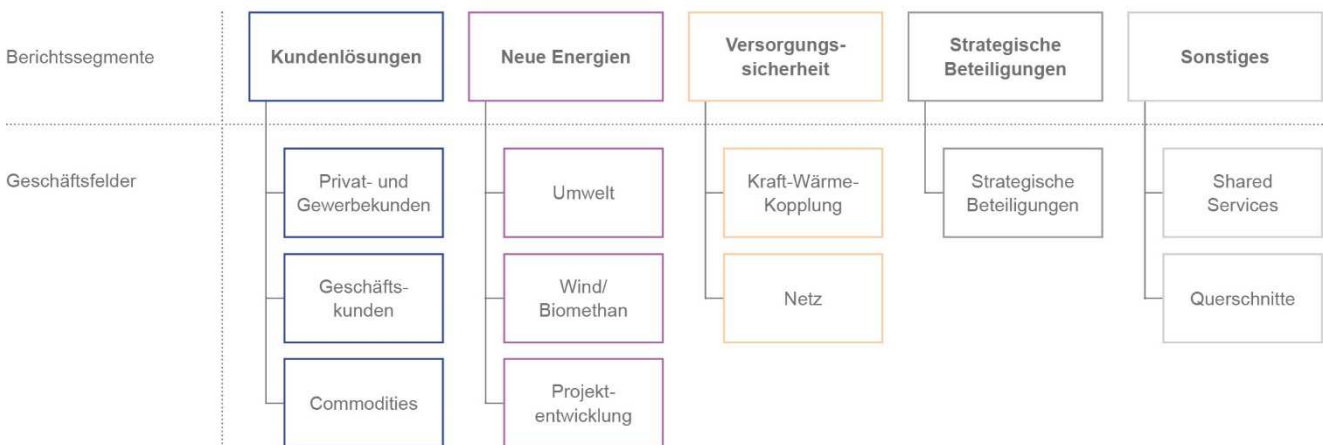 Berichtssegmente
Kundenlösungen
Neue Energien
Versorgungs-
sicherheit
Strategische
Beteiligungen
Sonstiges
Geschäftsfelder
Privat- und
Gewerbekunden
Umwelt
Kraft-Wärme-
Kopplung
Strategische
Beteiligungen
Shared
Services
Geschäfts-
kunden
Wind/
Biomethan
Netz
Querschnitte
Commodities
Projekt-
entwicklung